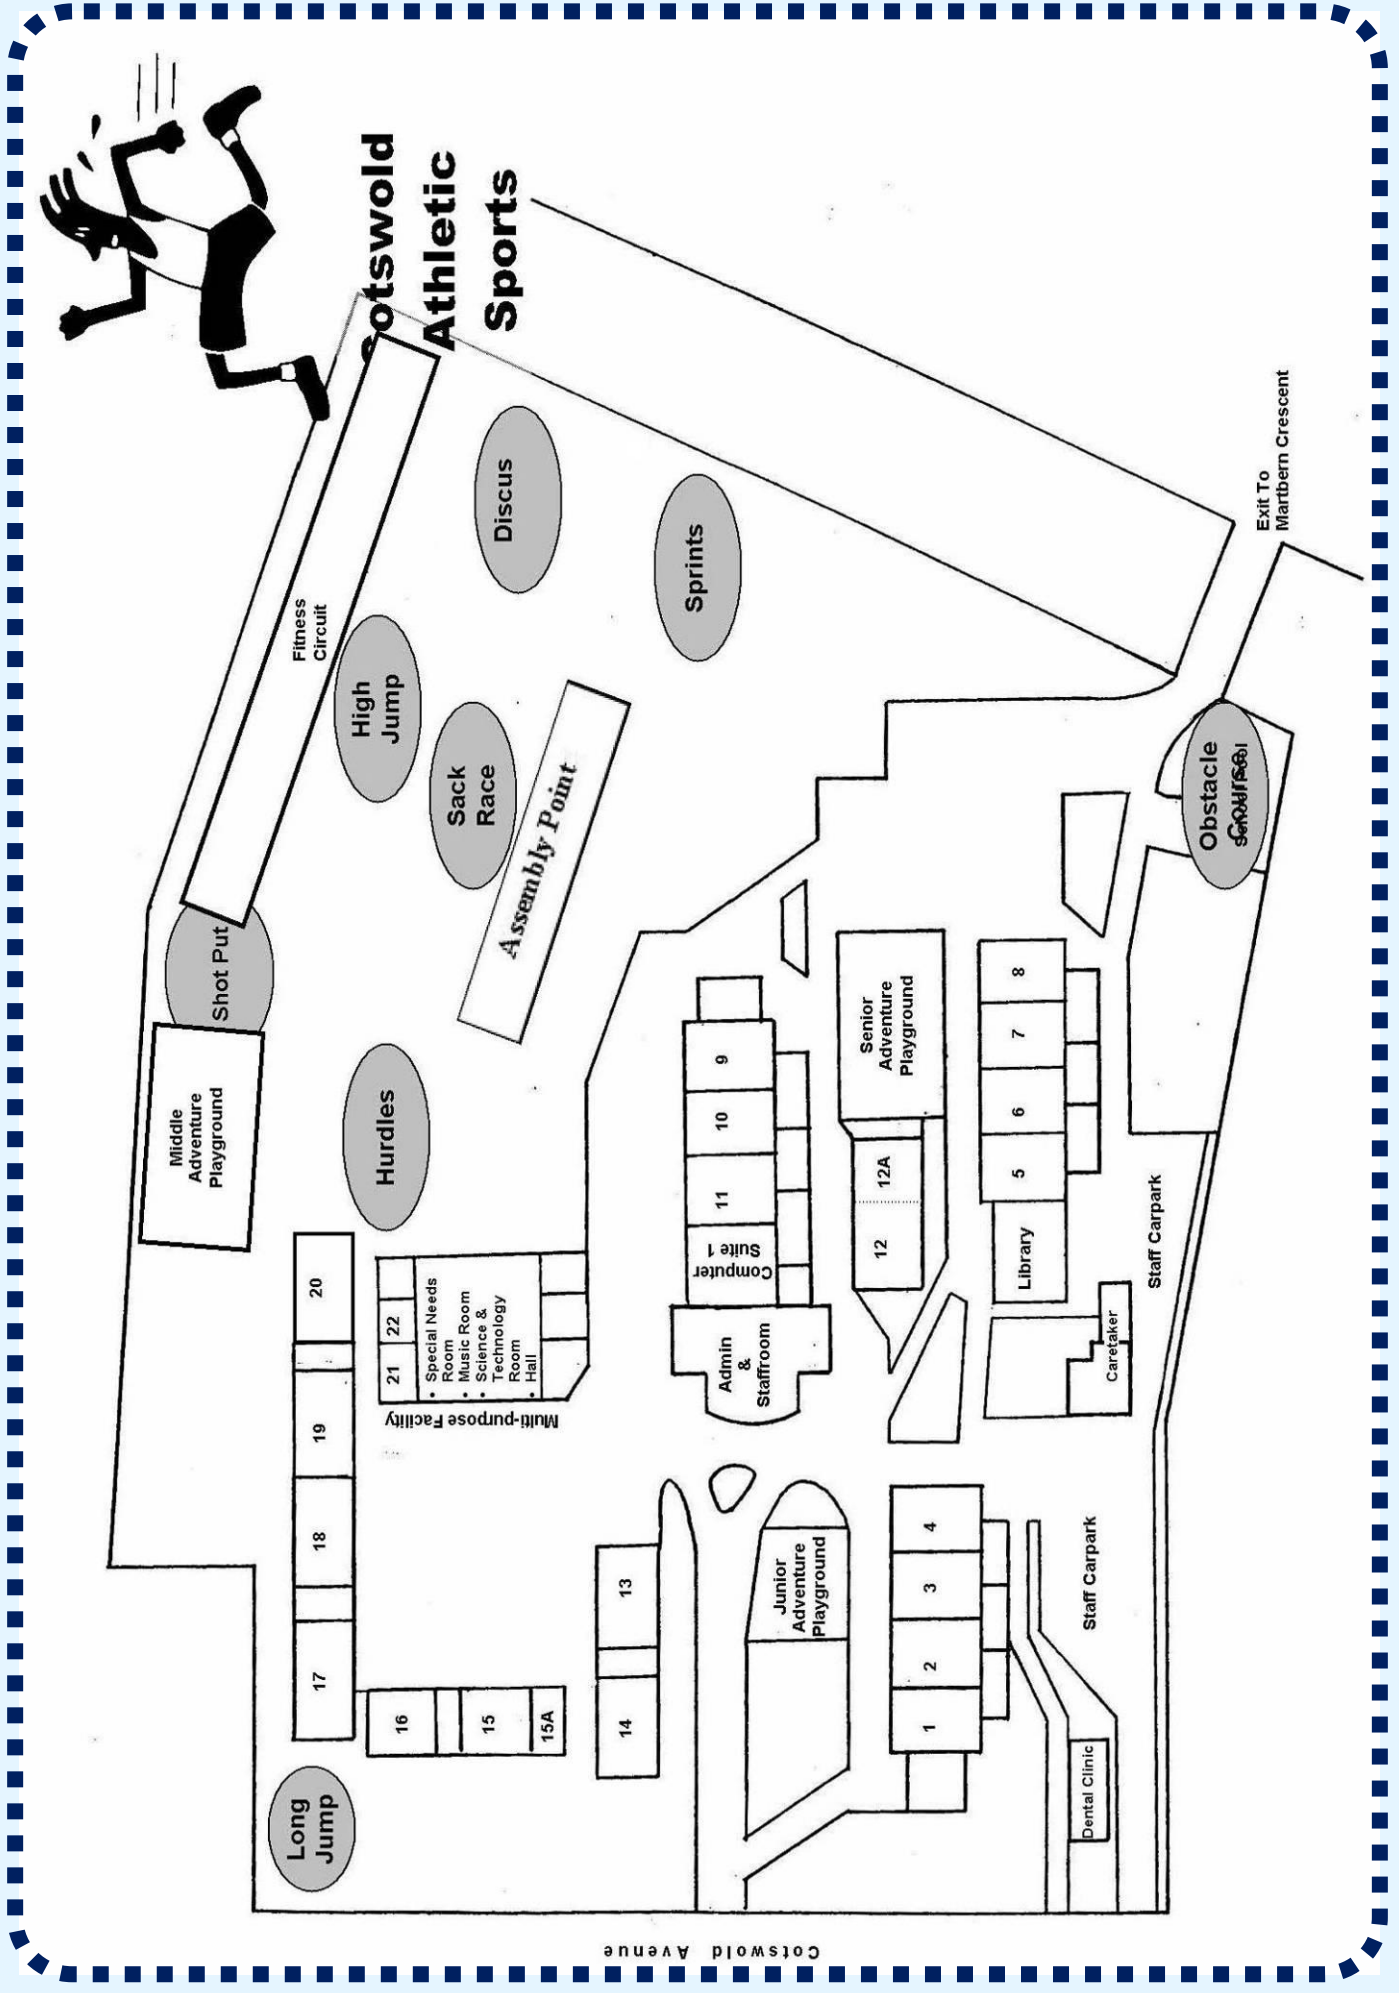 Cotswold
Athletic
Sports
Fitness
Circuit
Discus
Sprints
High
Jump
Sack
Race
Assembly Point
Shot Put
Hurdles
Middle
Adventure
Playground
Exit To
Martbern Crescent
Obstacle
Course
Senior
Adventure
Playground
8
7
6
5
Library
9
10
11
Computer
Suite 1
12A
12
Admin
&
Staffroom
Staff Carpark
Caretaker
20
19
18
17
22
21
• Special Needs
Room
• Music Room
• Science &
Technology
Room
• Hall
Multi-purpose Facility
16
15
15A
13
14
Junior
Adventure
Playground
4
3
2
1
Staff Carpark
Dental Clinic
Long
Jump
Cotswold Avenue